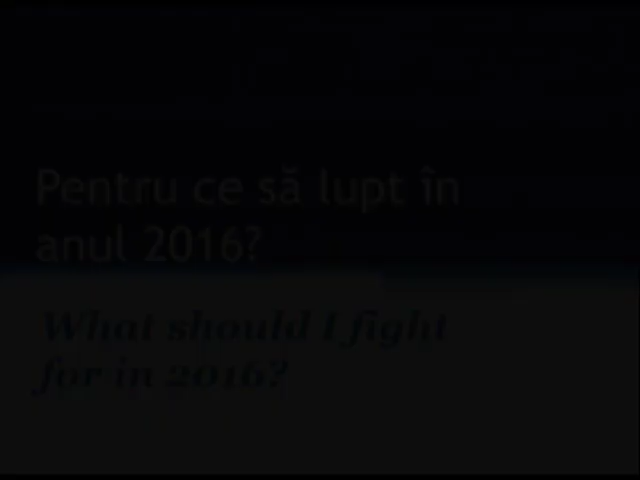 Pentru ce să lupt în
anul 2016?
What should I fight
for in 2016?